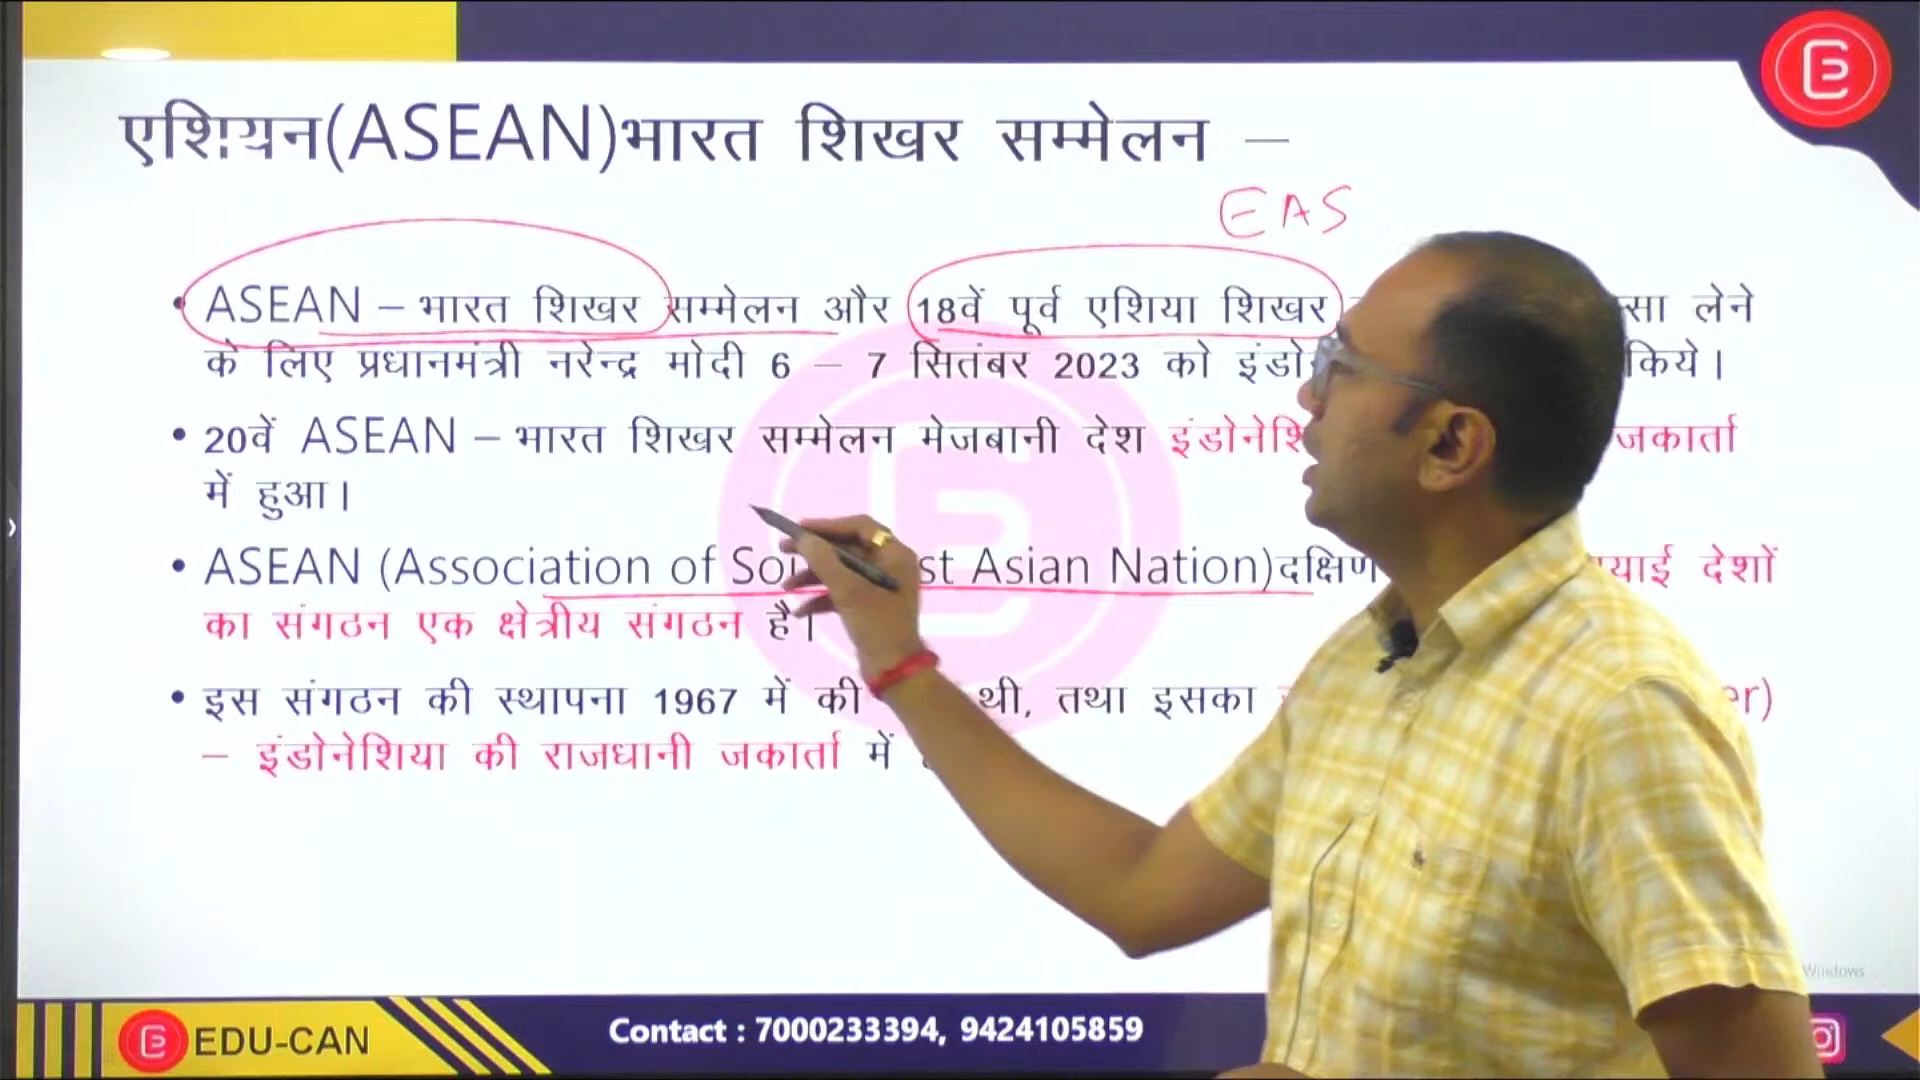 एशियन(ASEAN)भारत शिखर सम्मेलन –
EAS
• ASEAN – भारत शिखर सम्मेलन और 18वें पूर्व एशिया शिखर लेने
के लिए प्रधानमंत्री नरेन्द्र मोदी 6 – 7 सितंबर 2023 को किये।
• 20वें ASEAN – भारत शिखर सम्मेलन मेजबानी देश जकार्ता
में हुआ।
• ASEAN (Association of Asian Nation)दक्षिण देशों
का संगठन एक क्षेत्रीय संगठन है।
• इस संगठन की स्थापना 1967 में की थी, तथा इसका
– इंडोनेशिया की राजधानी जकार्ता में
Windows
EDU-CAN
Contact : 7000233394, 9424105859